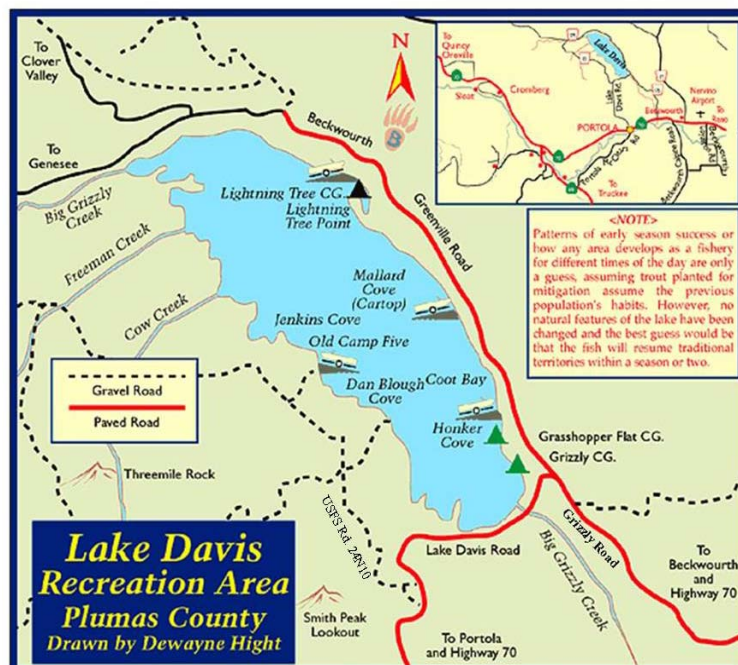 To
Clover
Valley
To
Genesee
Big Grizzly
Creek
Freeman Creek
Cow Creek
N
B
Beckwourth
Greenville Road
Lightning Tree CG.
Lightning
Tree Point
Mallard
Cove
(Cartop)
Jenkins Cove
Old Camp Five
Dan Blough
Cove
Coot Bay
Honker
Cove
Grasshopper Flat CG.
Grizzly CG.
Gravel Road
Paved Road
Threemile Rock
USFS Rd. 24N10
Lake Davis Road
Big Grizzly Creek
Grizzly Road
To
Beckwourth
and
Highway 70
Smith Peak
Lookout
To Portola
and Highway 70
Lake Davis
Recreation Area
Plumas County
Drawn by Dewayne Hight
To
Quincy
Oroville
Sloat
Cromberg
Lake Davis
Lake
Davis Rd.
PORTOLA
Beckwourth
Nervino
Airport
To
Reno
To
Truckee
<NOTE>
Patterns of early season success or
how any area develops as a fishery
for different times of the day are only
a guess, assuming trout planted for
mitigation assume the previous
population's habits. However, no
natural features of the lake have been
changed and the best guess would be
that the fish will resume traditional
territories within a season or two.